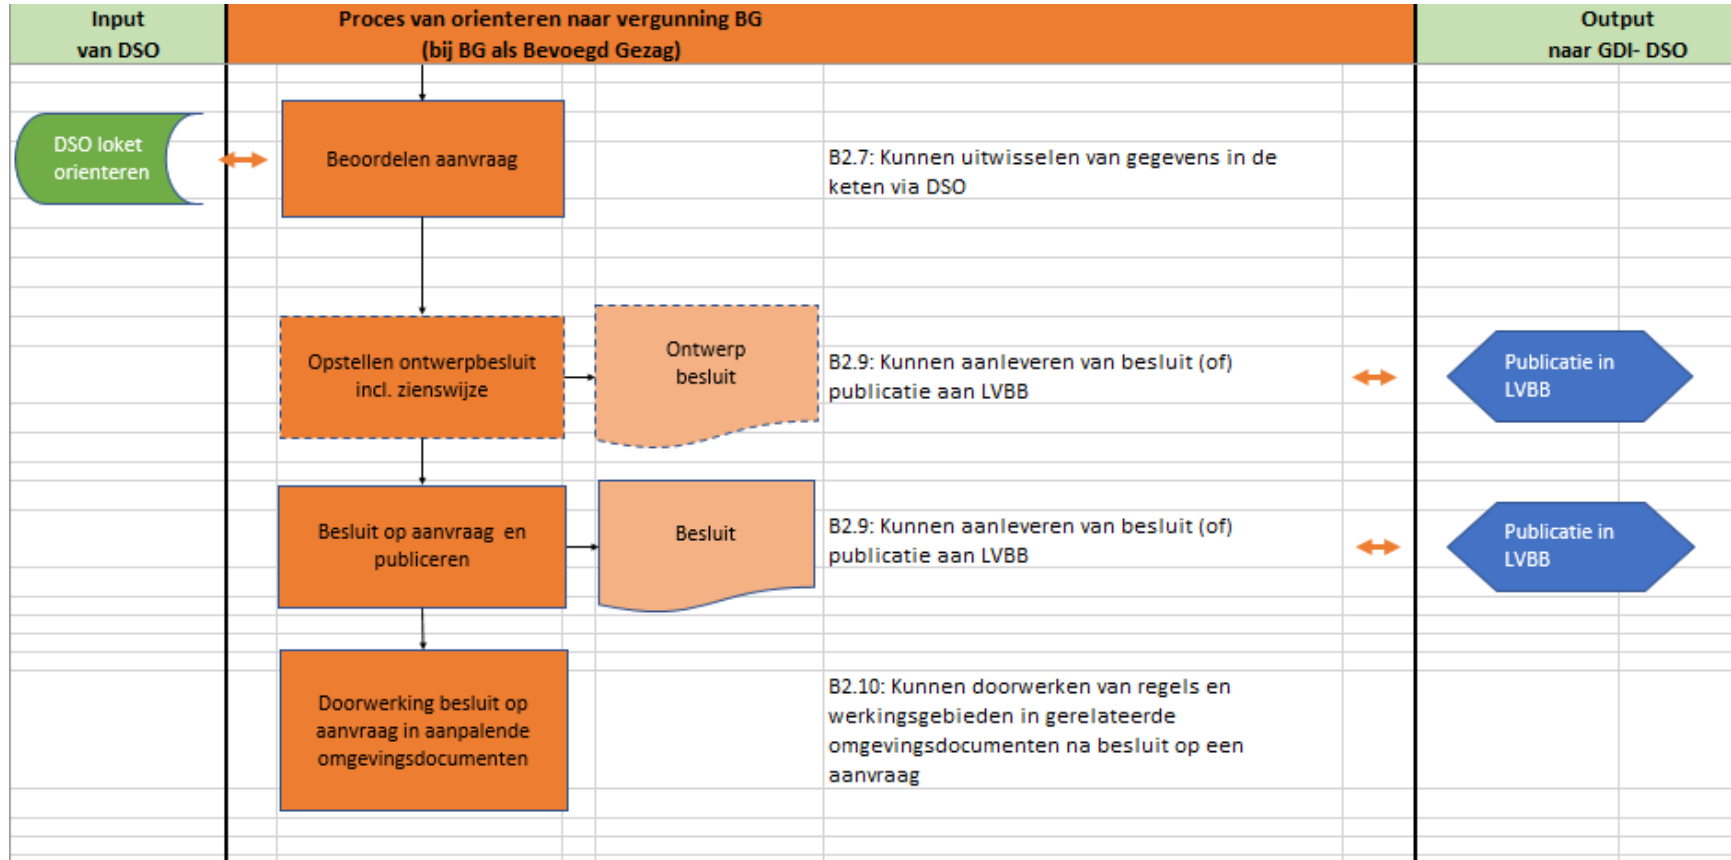 Input
van DSO
Proces van orienteren naar vergunning BG
(bij BG als Bevoegd Gezag)
Output
naar GDI- DSO
DSO loket
orienteren
Beoordelen aanvraag
B2.7: Kunnen uitwisselen van gegevens in de
keten via DSO
Opstellen ontwerpbesluit
incl. zienswijze
Ontwerp
besluit
B2.9: Kunnen aanleveren van besluit (of)
publicatie aan LVBB
Publicatie in
LVBB
Besluit op aanvraag en
publiceren
Besluit
B2.9: Kunnen aanleveren van besluit (of)
publicatie aan LVBB
Publicatie in
LVBB
Doorwerking besluit op
aanvraag in aanpalende
omgevingsdocumenten
B2.10: Kunnen doorwerken van regels en
werkingsgebieden in gerelateerde
omgevingsdocumenten na besluit op een
aanvraag